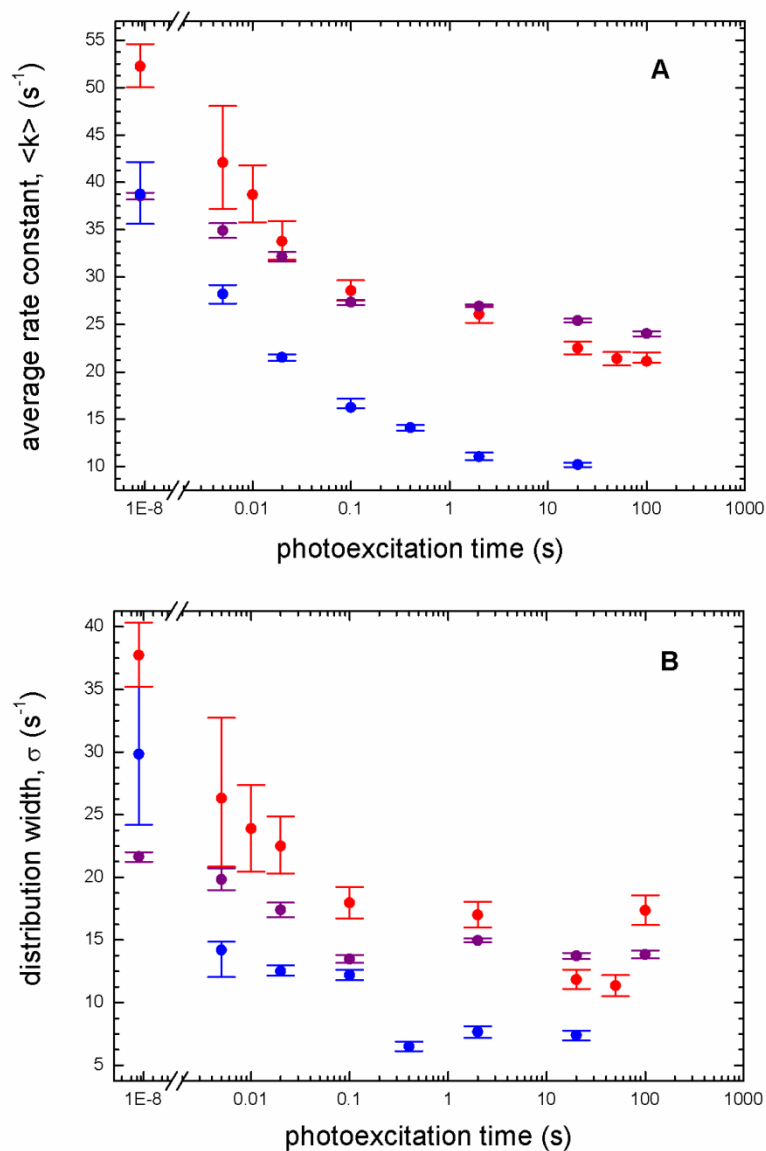 A
average rate constant, <k> (s⁻¹)
55
50
45
40
35
30
25
20
15
10
1E-8 0.01 0.1 1 10 100 1000
photoexcitation time (s)
B
distribution width, σ (s⁻¹)
40
35
30
25
20
15
10
5
1E-8 0.01 0.1 1 10 100 1000
photoexcitation time (s)